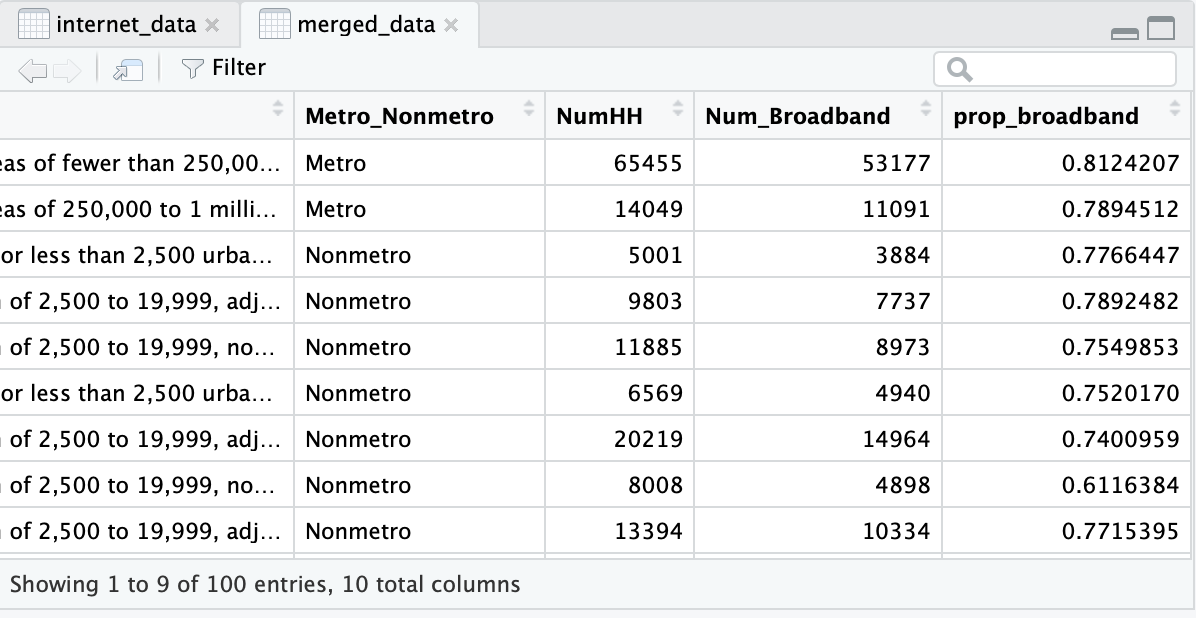 internet_data merged_data
Filter
Metro_Nonmetro NumHH Num_Broadband prop_broadband
eas of fewer than 250,00... Metro 65455 53177 0.8124207
eas of 250,000 to 1 milli... Metro 14049 11091 0.7894512
or less than 2,500 urba... Nonmetro 5001 3884 0.7766447
of 2,500 to 19,999, adj... Nonmetro 9803 7737 0.7892482
of 2,500 to 19,999, no... Nonmetro 11885 8973 0.7549853
or less than 2,500 urba... Nonmetro 6569 4940 0.7520170
of 2,500 to 19,999, adj... Nonmetro 20219 14964 0.7400959
of 2,500 to 19,999, no... Nonmetro 8008 4898 0.6116384
of 2,500 to 19,999, adj... Nonmetro 13394 10334 0.7715395
Showing 1 to 9 of 100 entries, 10 total columns